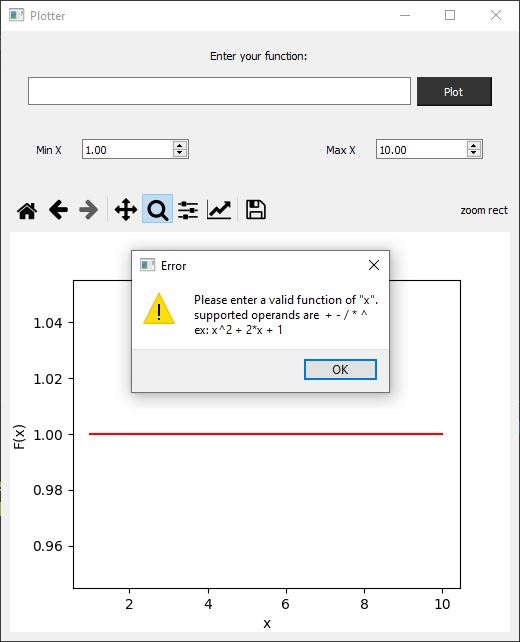 Plotter
Enter your function:
Plot
Min X 1.00 Max X 10.00
zoom rect
Error
Please enter a valid function of "x".
supported operands are + - / * ^
ex: x^2 + 2*x + 1
OK
1.04
1.02
1.00
0.98
0.96
F(x)
2 4 6 8 10
x